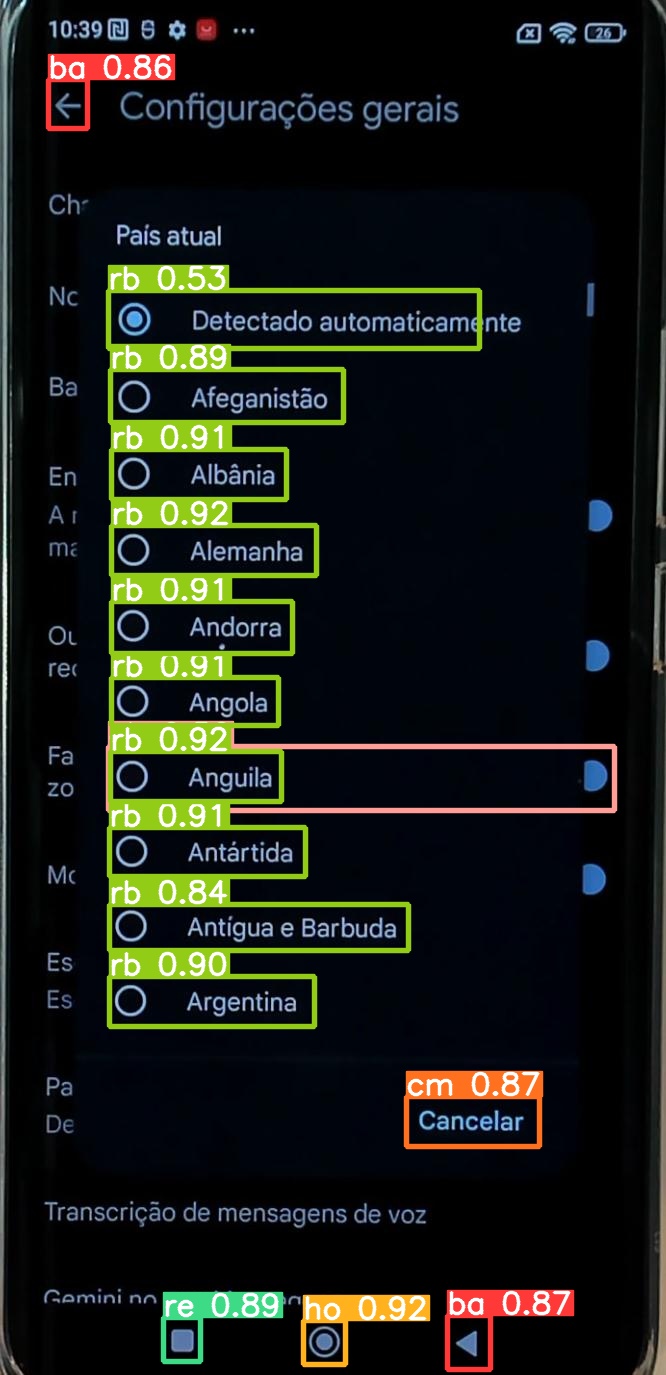 10:39 26
ba 0.86
Configurações gerais
Ch
País atual
No
rb 0.53
Detectado automaticamente
rb 0.89
Ba
Afeganistão
rb 0.91
En
Albânia
rb 0.92
A
ma
Alemanha
rb 0.91
Ou
Andorra
rb 0.91
rec
Angola
rb 0.92
Fa
zo
Anguila
rb 0.91
Mo
Antártida
rb 0.84
Antígua e Barbuda
Es
rb 0.90
Es
Argentina
Pa
cm 0.87
De
Cancelar
Transcrição de mensagens de voz
Gemini no
re 0.89 ho 0.92 ba 0.87